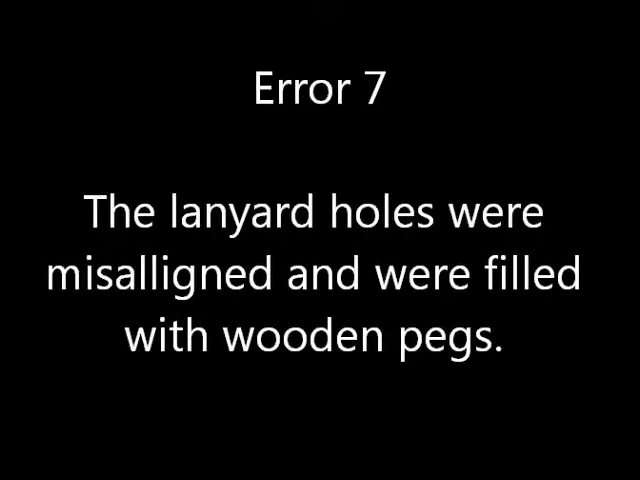 Error 7
The lanyard holes were
misalligned and were filled
with wooden pegs.